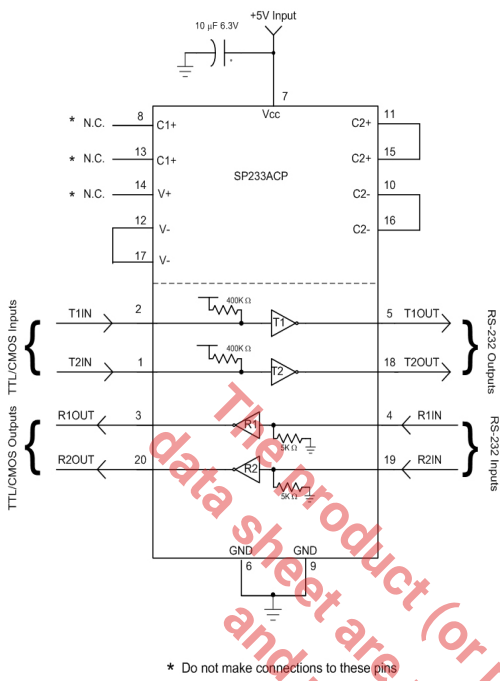 +5V Input
10 µF 6.3V
+
7
Vcc
* N.C. 8 C1+
C2+ 11
* N.C. 13 C1+
C2+ 15
SP233ACP
* N.C. 14 V+
C2- 10
12 V-
C2- 16
17 V-
TTL/CMOS Inputs
T1IN 2
400K Ω
T1
5 T1OUT
T2IN 1
400K Ω
T2
18 T2OUT
RS-232 Outputs
TTL/CMOS Outputs
R1OUT 3
R1
5K Ω
4 R1IN
R2OUT 20
R2
5K Ω
19 R2IN
RS-232 Inputs
GND GND
6 9
* Do not make connections to these pins
The product (or
data sheet are
and